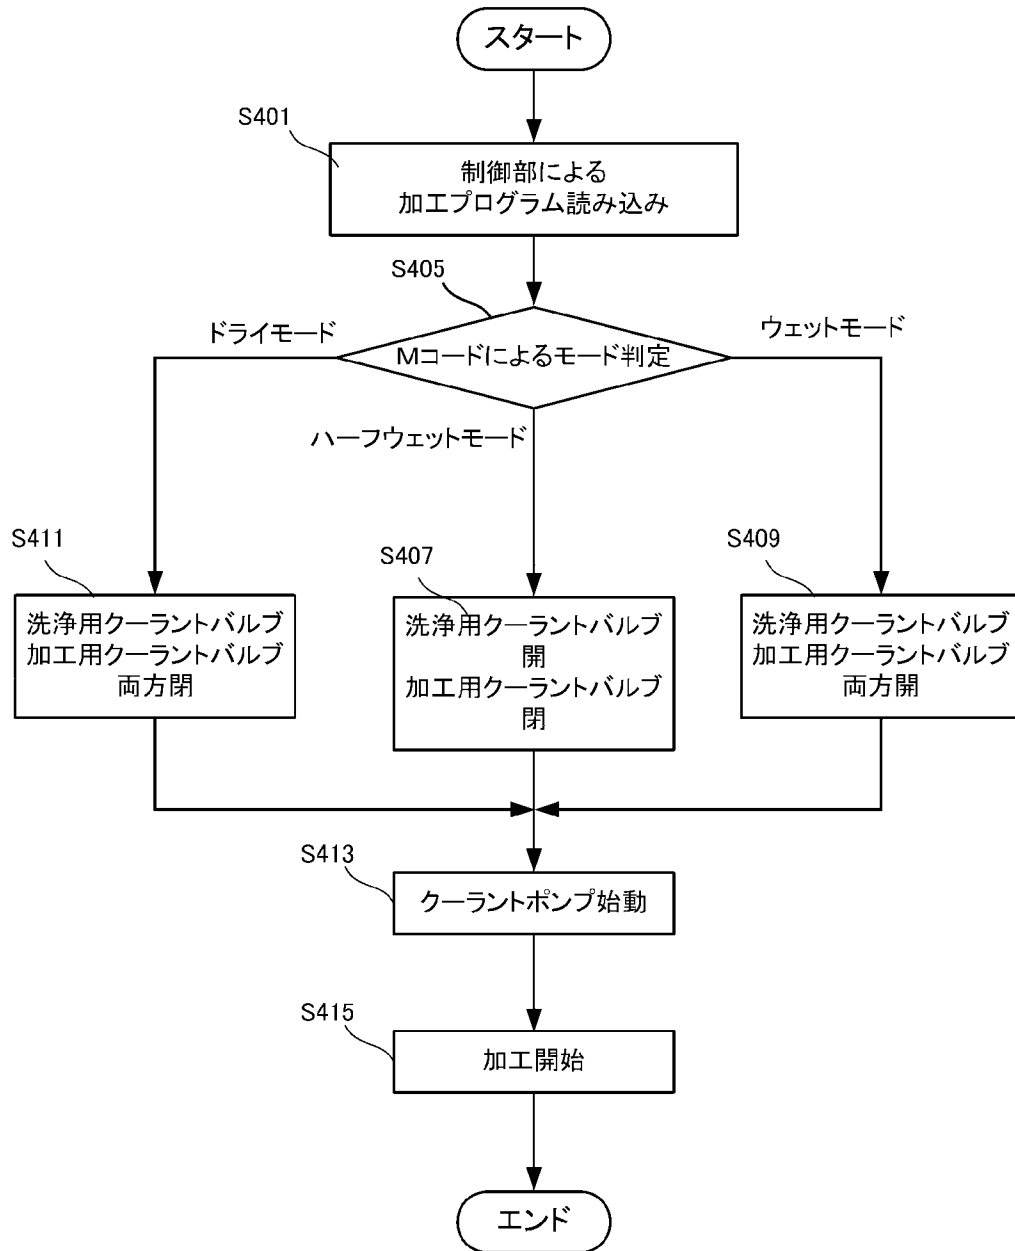 スタート
S401
制御部による
加工プログラム読み込み
S405
ドライモード
ウェットモード
Mコードによるモード判定
ハーフウェットモード
S411
洗浄用クーラントバルブ
加工用クーラントバルブ
両方閉
S407
洗浄用クーラントバルブ
開
加工用クーラントバルブ
閉
S409
洗浄用クーラントバルブ
加工用クーラントバルブ
両方開
S413
クーラントポンプ始動
S415
加工開始
エンド